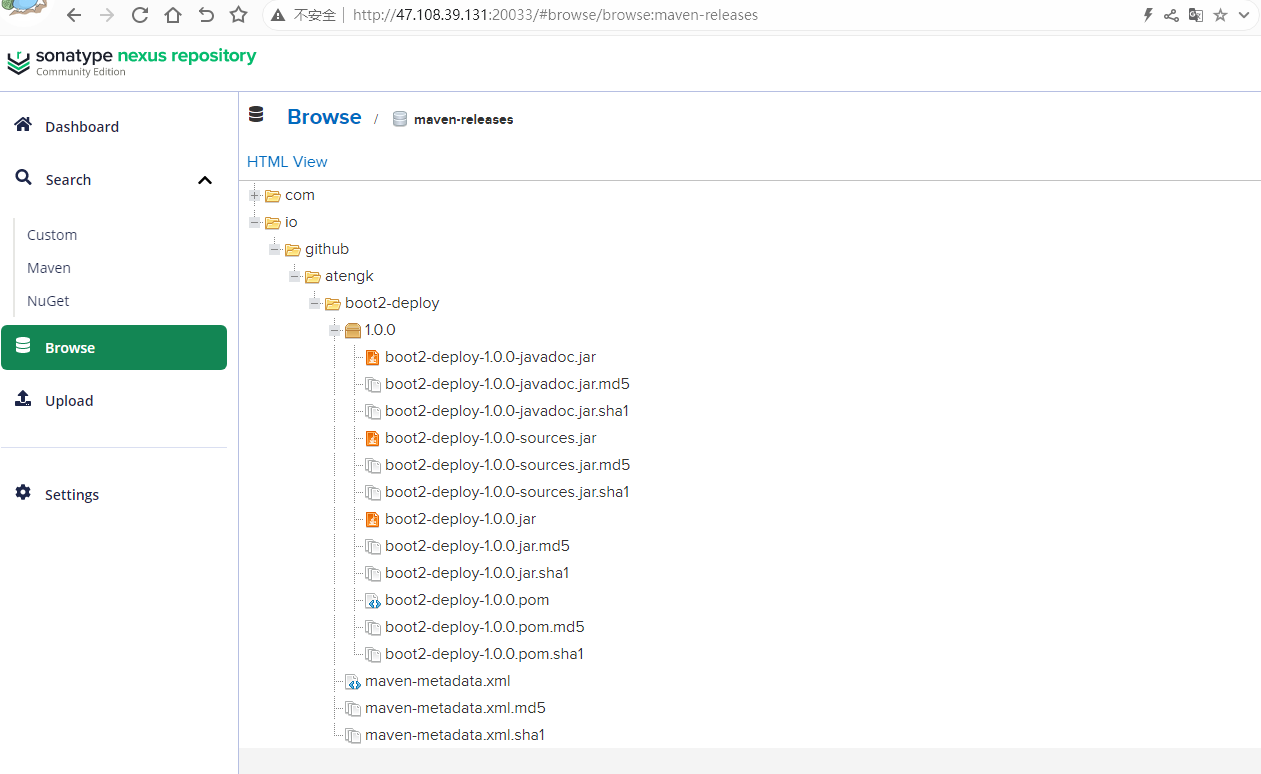 不安全 http://47.108.39.131:20033/#browse/browse:maven-releases
sonatype nexus repository
Community Edition
Dashboard
Search
Custom
Maven
NuGet
Browse
Upload
Settings
Browse / maven-releases
HTML View
com
io
github
atengk
boot2-deploy
1.0.0
boot2-deploy-1.0.0-javadoc.jar
boot2-deploy-1.0.0-javadoc.jar.md5
boot2-deploy-1.0.0-javadoc.jar.sha1
boot2-deploy-1.0.0-sources.jar
boot2-deploy-1.0.0-sources.jar.md5
boot2-deploy-1.0.0-sources.jar.sha1
boot2-deploy-1.0.0.jar
boot2-deploy-1.0.0.jar.md5
boot2-deploy-1.0.0.jar.sha1
boot2-deploy-1.0.0.pom
boot2-deploy-1.0.0.pom.md5
boot2-deploy-1.0.0.pom.sha1
maven-metadata.xml
maven-metadata.xml.md5
maven-metadata.xml.sha1